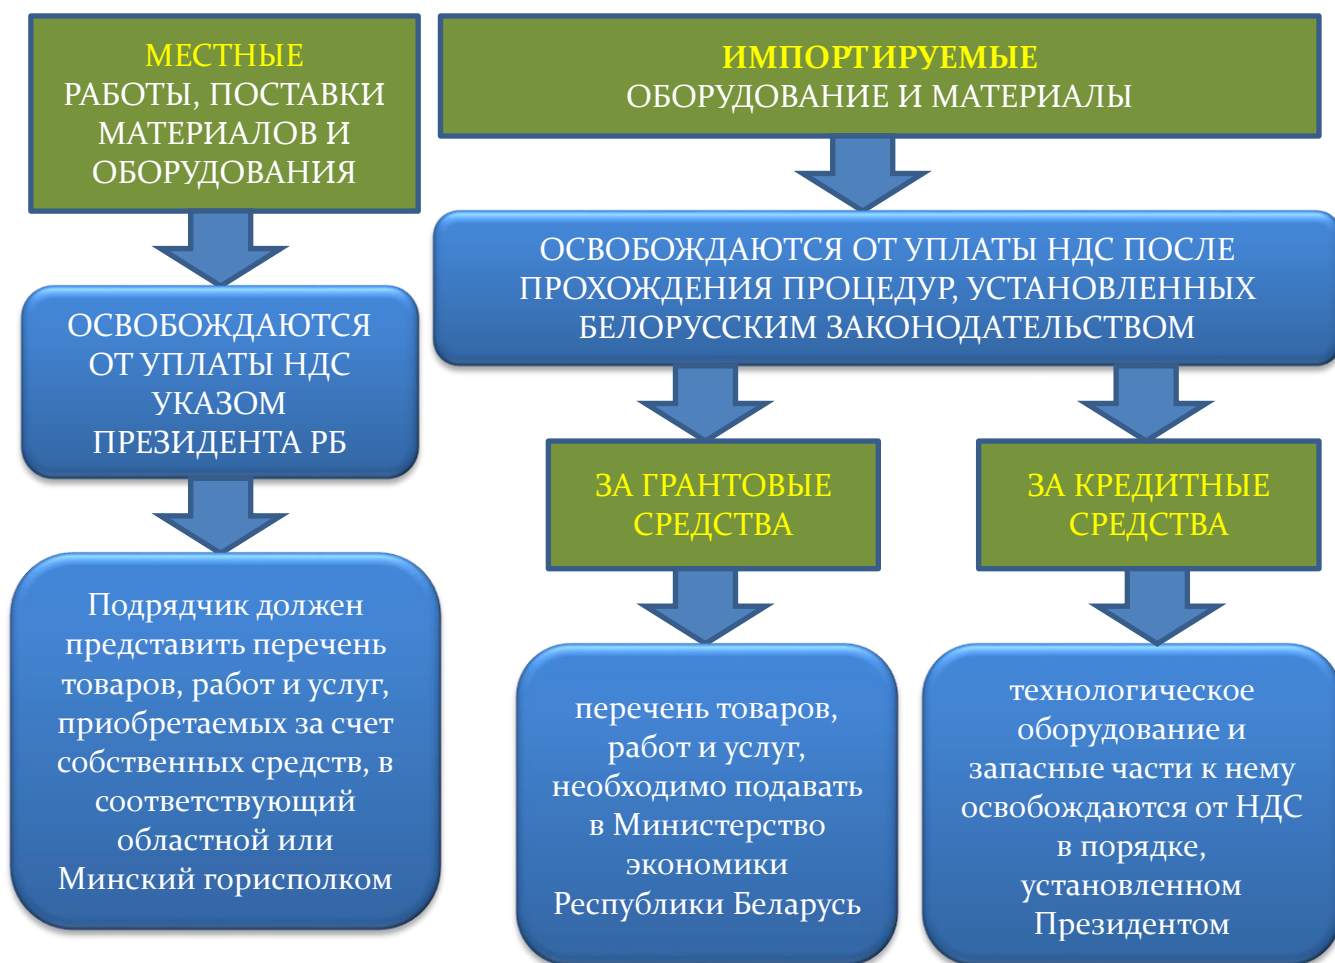 МЕСТНЫЕ
РАБОТЫ, ПОСТАВКИ
МАТЕРИАЛОВ И
ОБОРУДОВАНИЯ
ОСВОБОЖДАЮТСЯ
ОТ УПЛАТЫ НДС
УКАЗОМ
ПРЕЗИДЕНТА РБ
Подрядчик должен
представить перечень
товаров, работ и услуг,
приобретаемых за счет
собственных средств, в
соответствующий
областной или
Минский горисполком
ИМПОРТИРУЕМЫЕ
ОБОРУДОВАНИЕ И МАТЕРИАЛЫ
ОСВОБОЖДАЮТСЯ ОТ УПЛАТЫ НДС ПОСЛЕ
ПРОХОЖДЕНИЯ ПРОЦЕДУР, УСТАНОВЛЕННЫХ
БЕЛОРУССКИМ ЗАКОНОДАТЕЛЬСТВОМ
ЗА ГРАНТОВЫЕ
СРЕДСТВА
перечень товаров,
работ и услуг,
необходимо подавать
в Министерство
экономики
Республики Беларусь
ЗА КРЕДИТНЫЕ
СРЕДСТВА
технологическое
оборудование и
запасные части к нему
освобождаются от НДС
в порядке,
установленном
Президентом